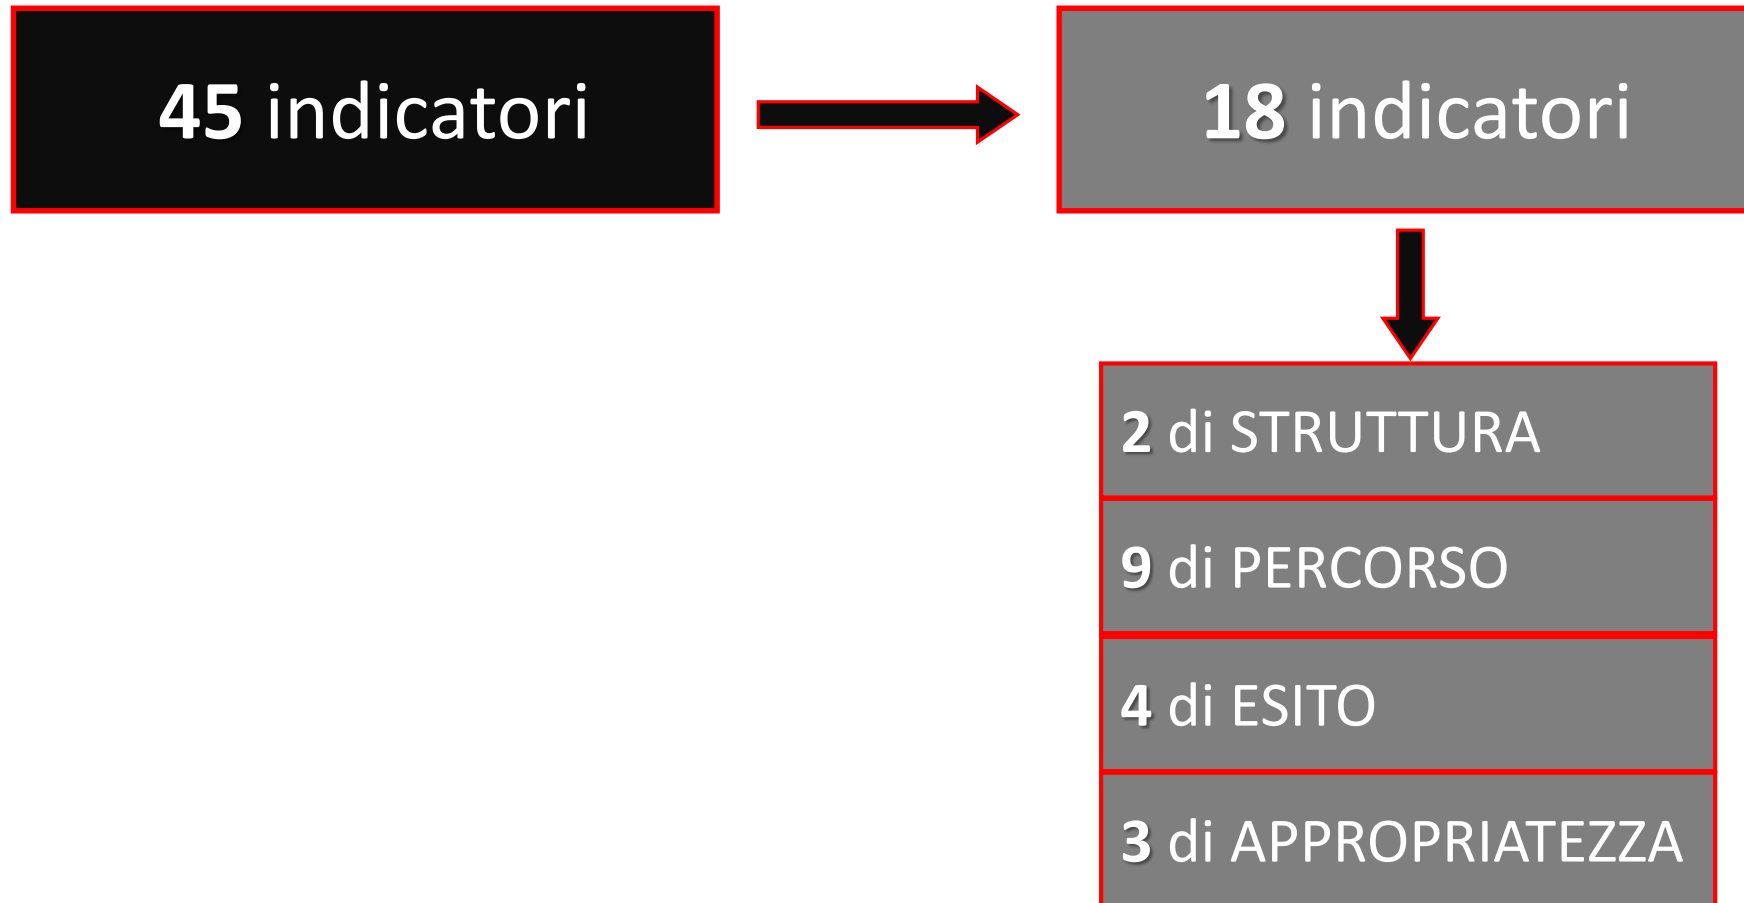 45 indicatori
18 indicatori
2 di STRUTTURA
9 di PERCORSO
4 di ESITO
3 di APPROPRIATEZZA